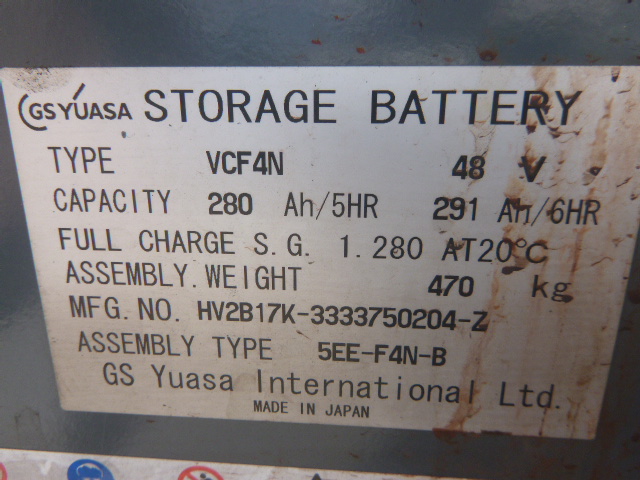 GS YUASA STORAGE BATTERY
TYPE VCF4N 48 V
CAPACITY 280 Ah/5HR 291 Ah/6HR
FULL CHARGE S.G. 1.280 AT20°C
ASSEMBLY.WEIGHT 470 kg
MFG.NO. HV2B17K-3333750204-Z
ASSEMBLY TYPE 5EE-F4N-B
GS Yuasa International Ltd.
MADE IN JAPAN